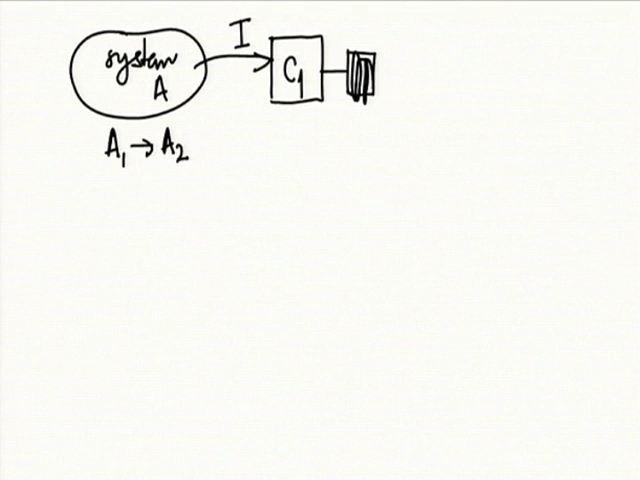 I
system
A
C₁
A₁ → A₂